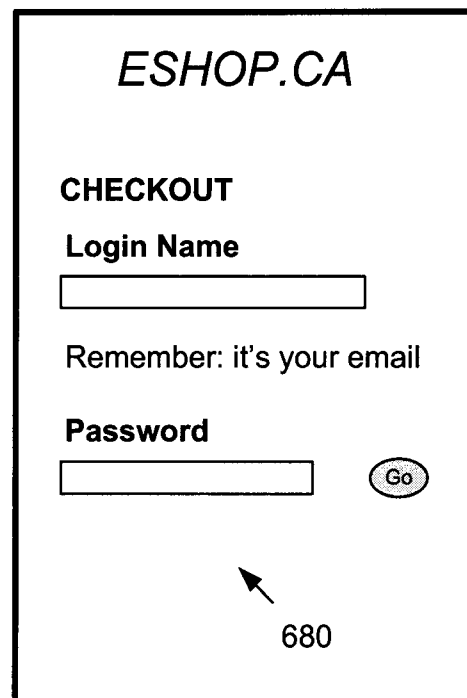 ESHOP.CA
CHECKOUT
Login Name
Remember: it's your email
Password
Go
680